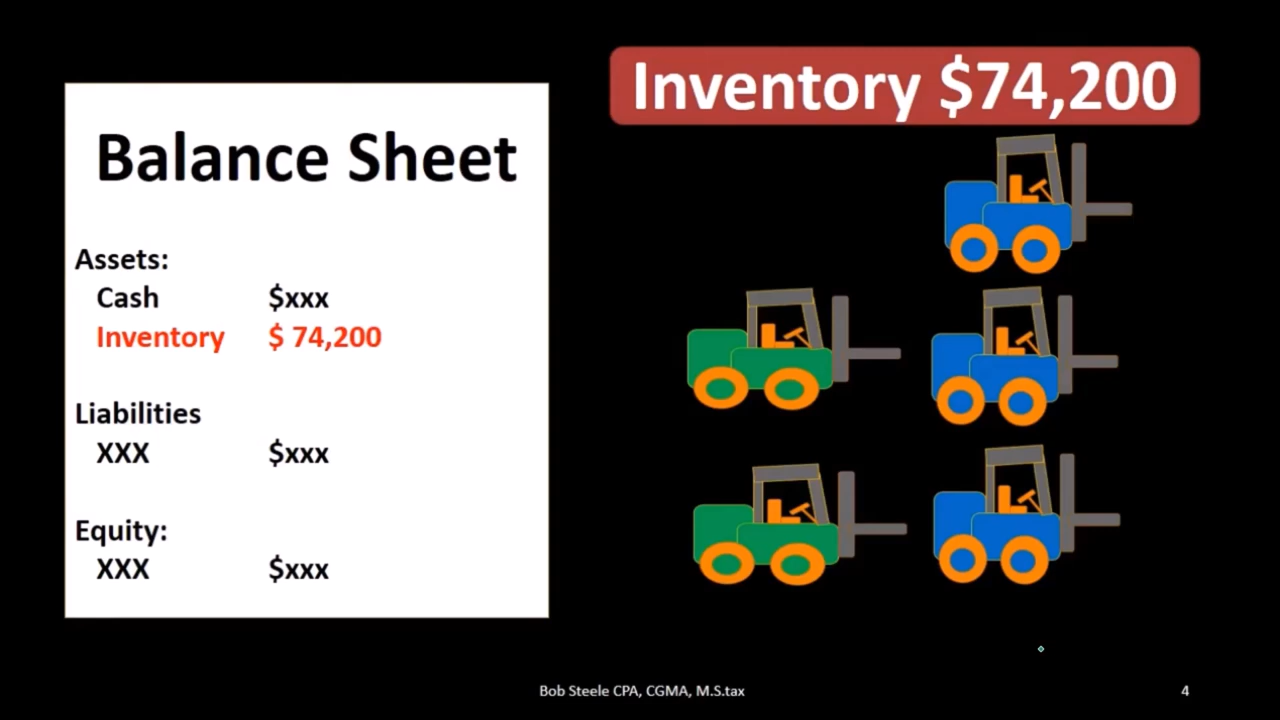 Inventory $74,200
Balance Sheet
Assets:
Cash $xxx
Inventory $ 74,200
Liabilities
XXX $xxx
Equity:
XXX $xxx
Bob Steele CPA, CGMA, M.S.tax
4